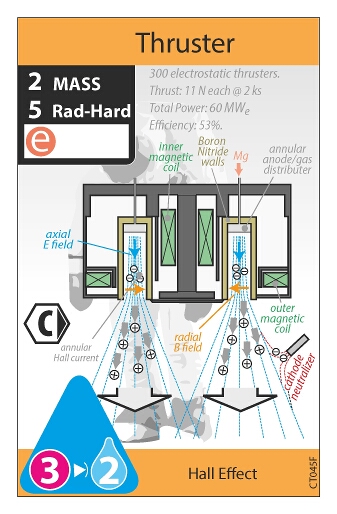 Thruster
2 MASS
5 Rad-Hard
e
300 electrostatic thrusters.
Thrust: 11 N each @ 2 ks
Total Power: 60 MWe
Efficiency: 53%.
inner
magnetic
coil
Boron
Nitride
walls
Mg
annular
anode/gas
distributer
axial
E field
C
annular
Hall current
radial
B field
outer
magnetic
coil
cathode
neutralizer
3 2
Hall Effect
CT045F